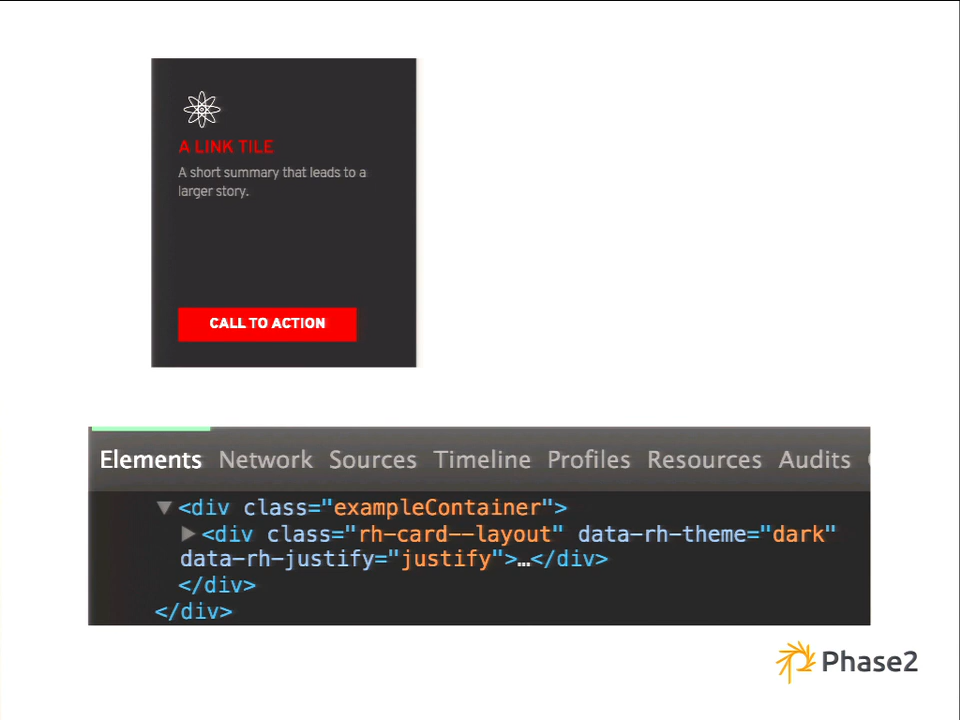 A LINK TILE
A short summary that leads to a
larger story.
CALL TO ACTION
Elements Network Sources Timeline Profiles Resources Audits
▼<div class="exampleContainer">
▶<div class="rh-card--layout" data-rh-theme="dark"
data-rh-justify="justify">…</div>
</div>
</div>
Phase2